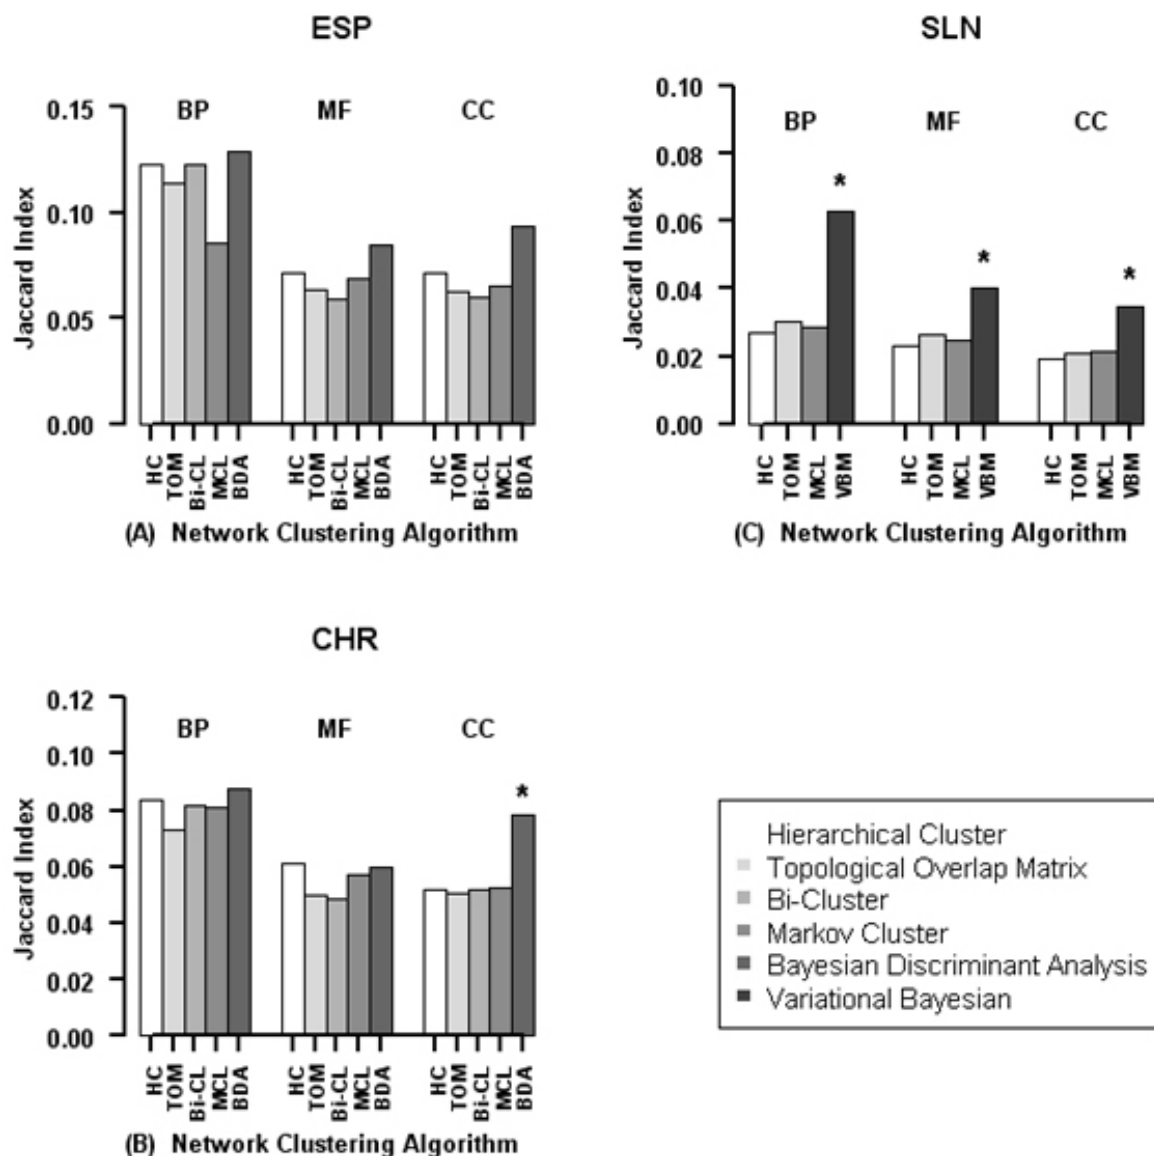 ESP
BP MF CC
0.15
0.10
0.05
0.00
Jaccard Index
HC TOM Bi-CL MCL BDA HC TOM Bi-CL MCL BDA HC TOM Bi-CL MCL BDA
(A) Network Clustering Algorithm
SLN
BP MF CC
0.10
0.08
0.06
0.04
0.02
0.00
Jaccard Index
* * *
HC TOM MCL VBM HC TOM MCL VBM HC TOM MCL VBM
(C) Network Clustering Algorithm
CHR
BP MF CC
0.12
0.10
0.08
0.06
0.04
0.02
0.00
Jaccard Index
*
HC TOM Bi-CL MCL BDA HC TOM Bi-CL MCL BDA HC TOM Bi-CL MCL BDA
(B) Network Clustering Algorithm
Hierarchical Cluster
Topological Overlap Matrix
Bi-Cluster
Markov Cluster
Bayesian Discriminant Analysis
Variational Bayesian